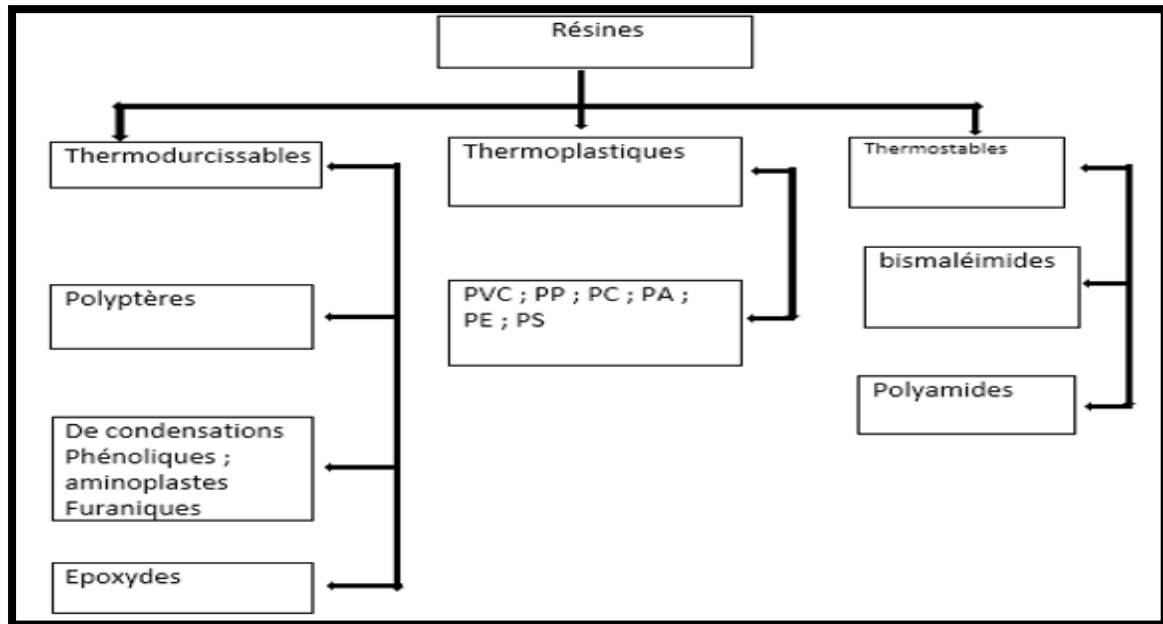 Résines
Thermodurcissables
Thermoplastiques
Thermostables
Polyptères
PVC ; PP ; PC ; PA ;
PE ; PS
bismaléimides
Polyamides
De condensations
Phénoliques ;
aminoplastes
Furaniques
Epoxydes